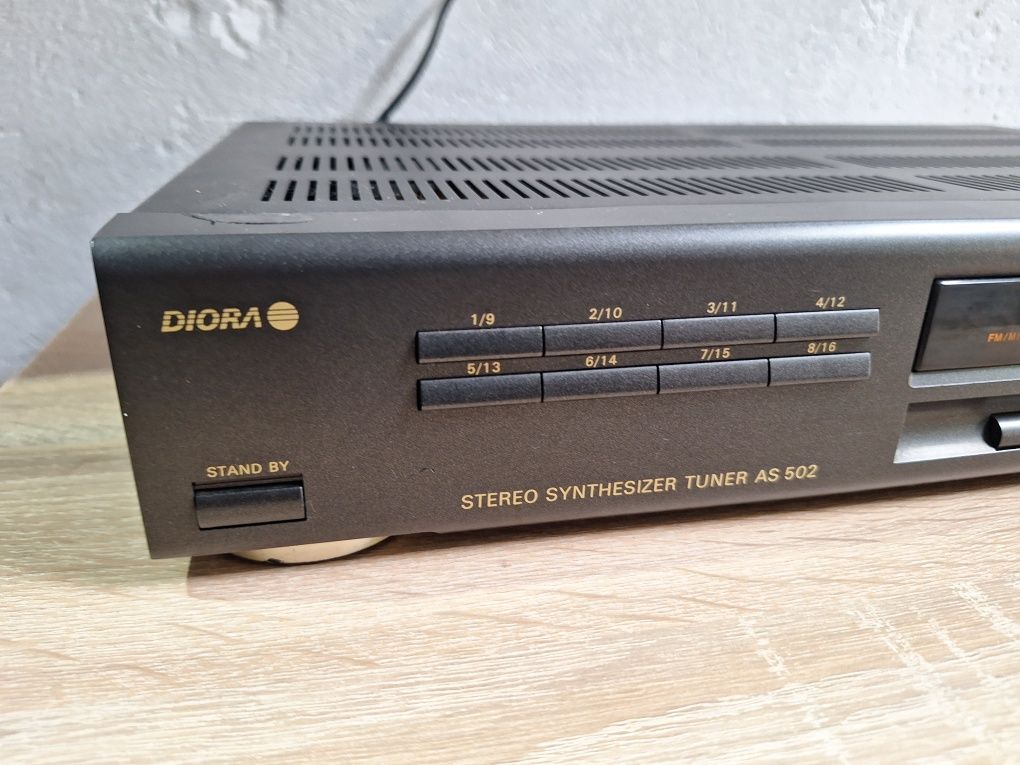 DIORA
1/9 2/10 3/11 4/12
5/13 6/14 7/15 8/16
STAND BY
STEREO SYNTHESIZER TUNER AS 502
FM/